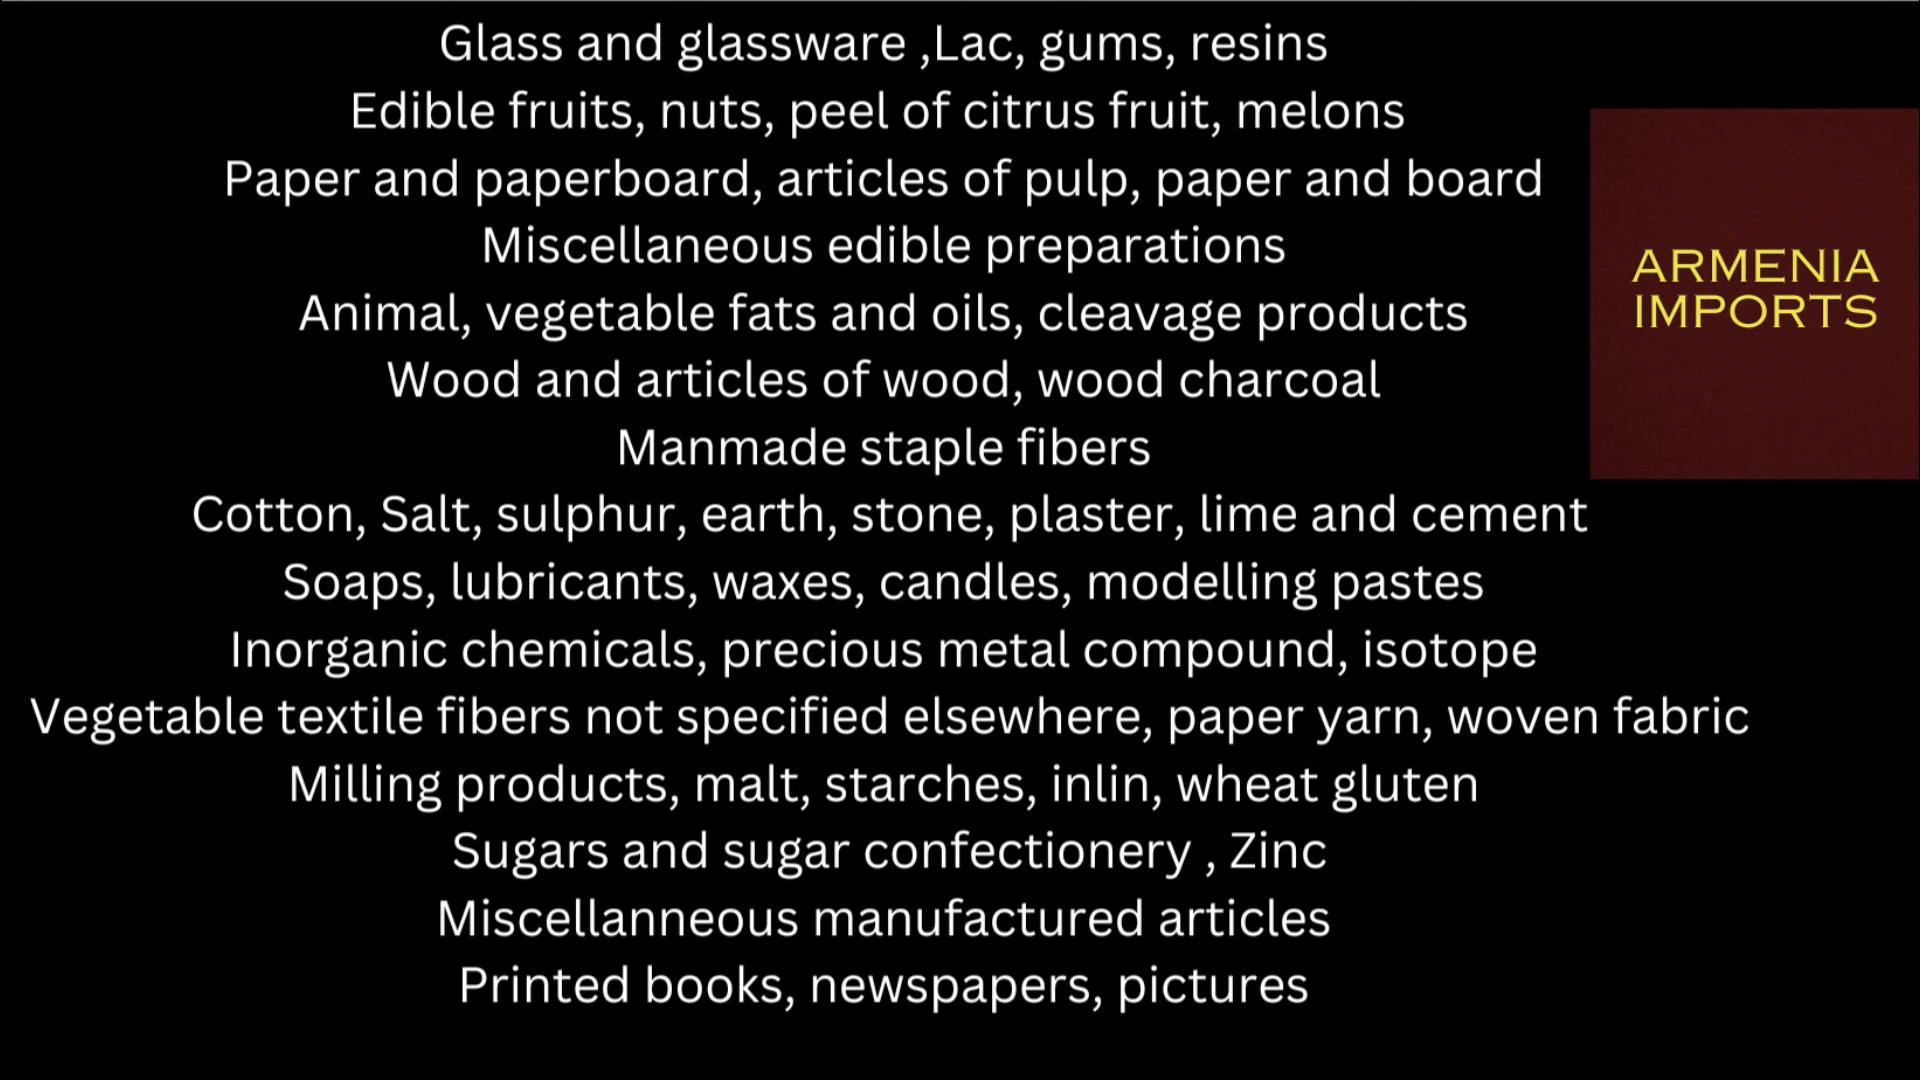 Glass and glassware ,Lac, gums, resins
Edible fruits, nuts, peel of citrus fruit, melons
Paper and paperboard, articles of pulp, paper and board
Miscellaneous edible preparations
Animal, vegetable fats and oils, cleavage products
Wood and articles of wood, wood charcoal
Manmade staple fibers
Cotton, Salt, sulphur, earth, stone, plaster, lime and cement
Soaps, lubricants, waxes, candles, modelling pastes
Inorganic chemicals, precious metal compound, isotope
Vegetable textile fibers not specified elsewhere, paper yarn, woven fabric
Milling products, malt, starches, inlin, wheat gluten
Sugars and sugar confectionery , Zinc
Miscellanneous manufactured articles
Printed books, newspapers, pictures
ARMENIA
IMPORTS